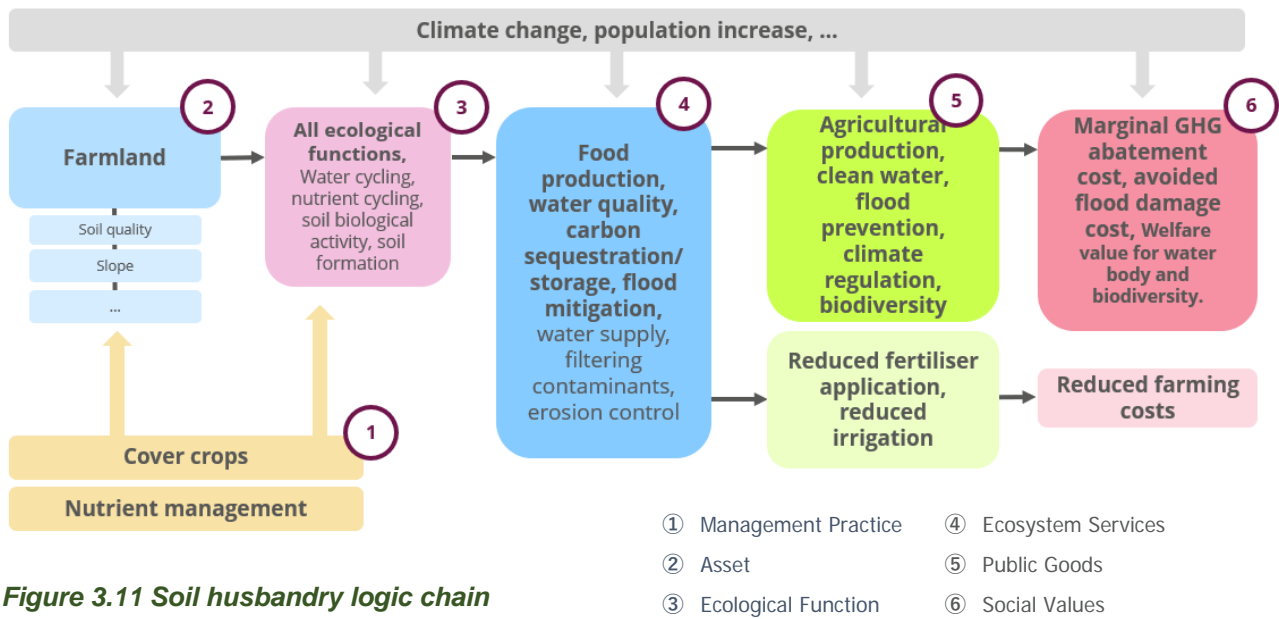 Climate change, population increase, ...
2
Farmland
Soil quality
Slope
...
3
All ecological
functions,
Water cycling,
nutrient cycling,
soil biological
activity, soil
formation
4
Food
production,
water quality,
carbon
sequestration/
storage, flood
mitigation,
water supply,
filtering
contaminants,
erosion control
5
Agricultural
production,
clean water,
flood
prevention,
climate
regulation,
biodiversity
6
Marginal GHG
abatement
cost, avoided
flood damage
cost, Welfare
value for water
body and
biodiversity.
Reduced fertiliser
application,
reduced
irrigation
Reduced farming
costs
1
Cover crops
Nutrient management
① Management Practice
② Asset
③ Ecological Function
④ Ecosystem Services
⑤ Public Goods
⑥ Social Values
Figure 3.11 Soil husbandry logic chain